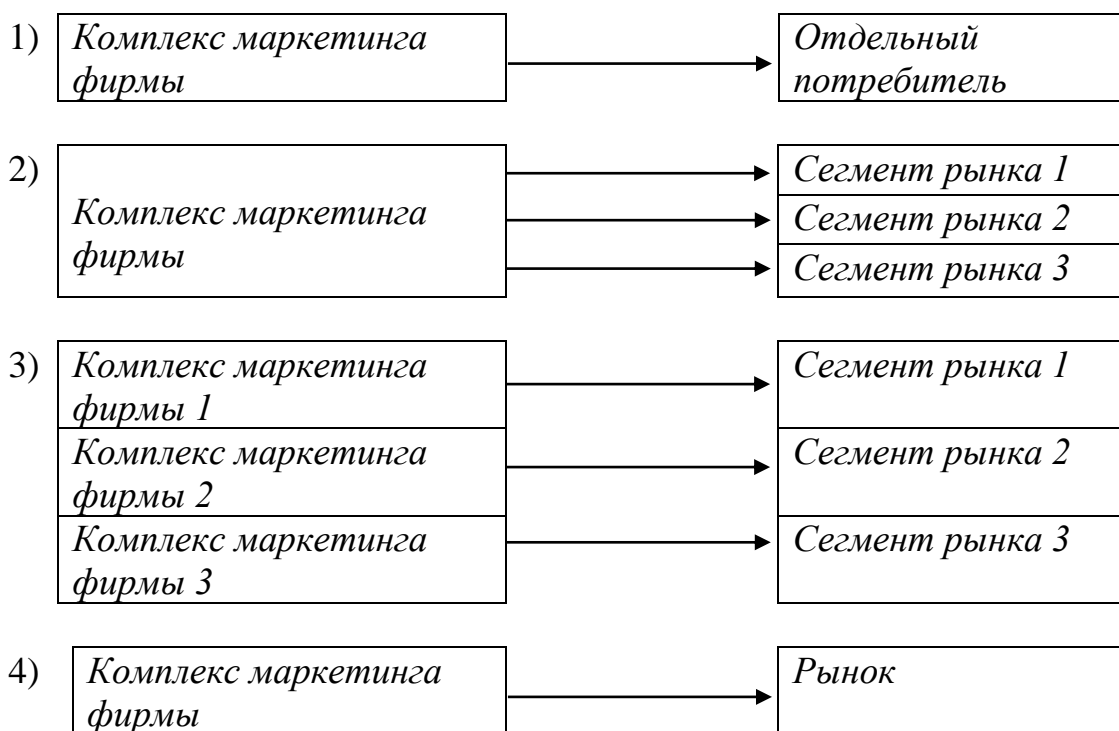 1) Комплекс маркетинга Отдельный
фирмы потребитель
2) Сегмент рынка 1
Комплекс маркетинга Сегмент рынка 2
фирмы Сегмент рынка 3
3) Комплекс маркетинга Сегмент рынка 1
фирмы 1
Комплекс маркетинга Сегмент рынка 2
фирмы 2
Комплекс маркетинга Сегмент рынка 3
фирмы 3
4) Комплекс маркетинга Рынок
фирмы